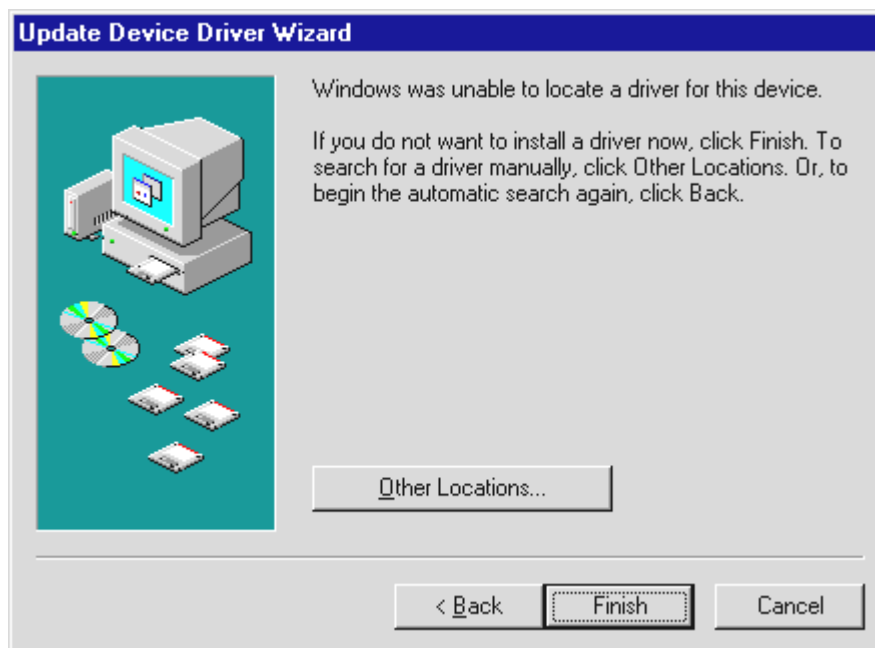 Update Device Driver Wizard
Windows was unable to locate a driver for this device.
If you do not want to install a driver now, click Finish. To
search for a driver manually, click Other Locations. Or, to
begin the automatic search again, click Back.
Other Locations...
< Back
Finish
Cancel